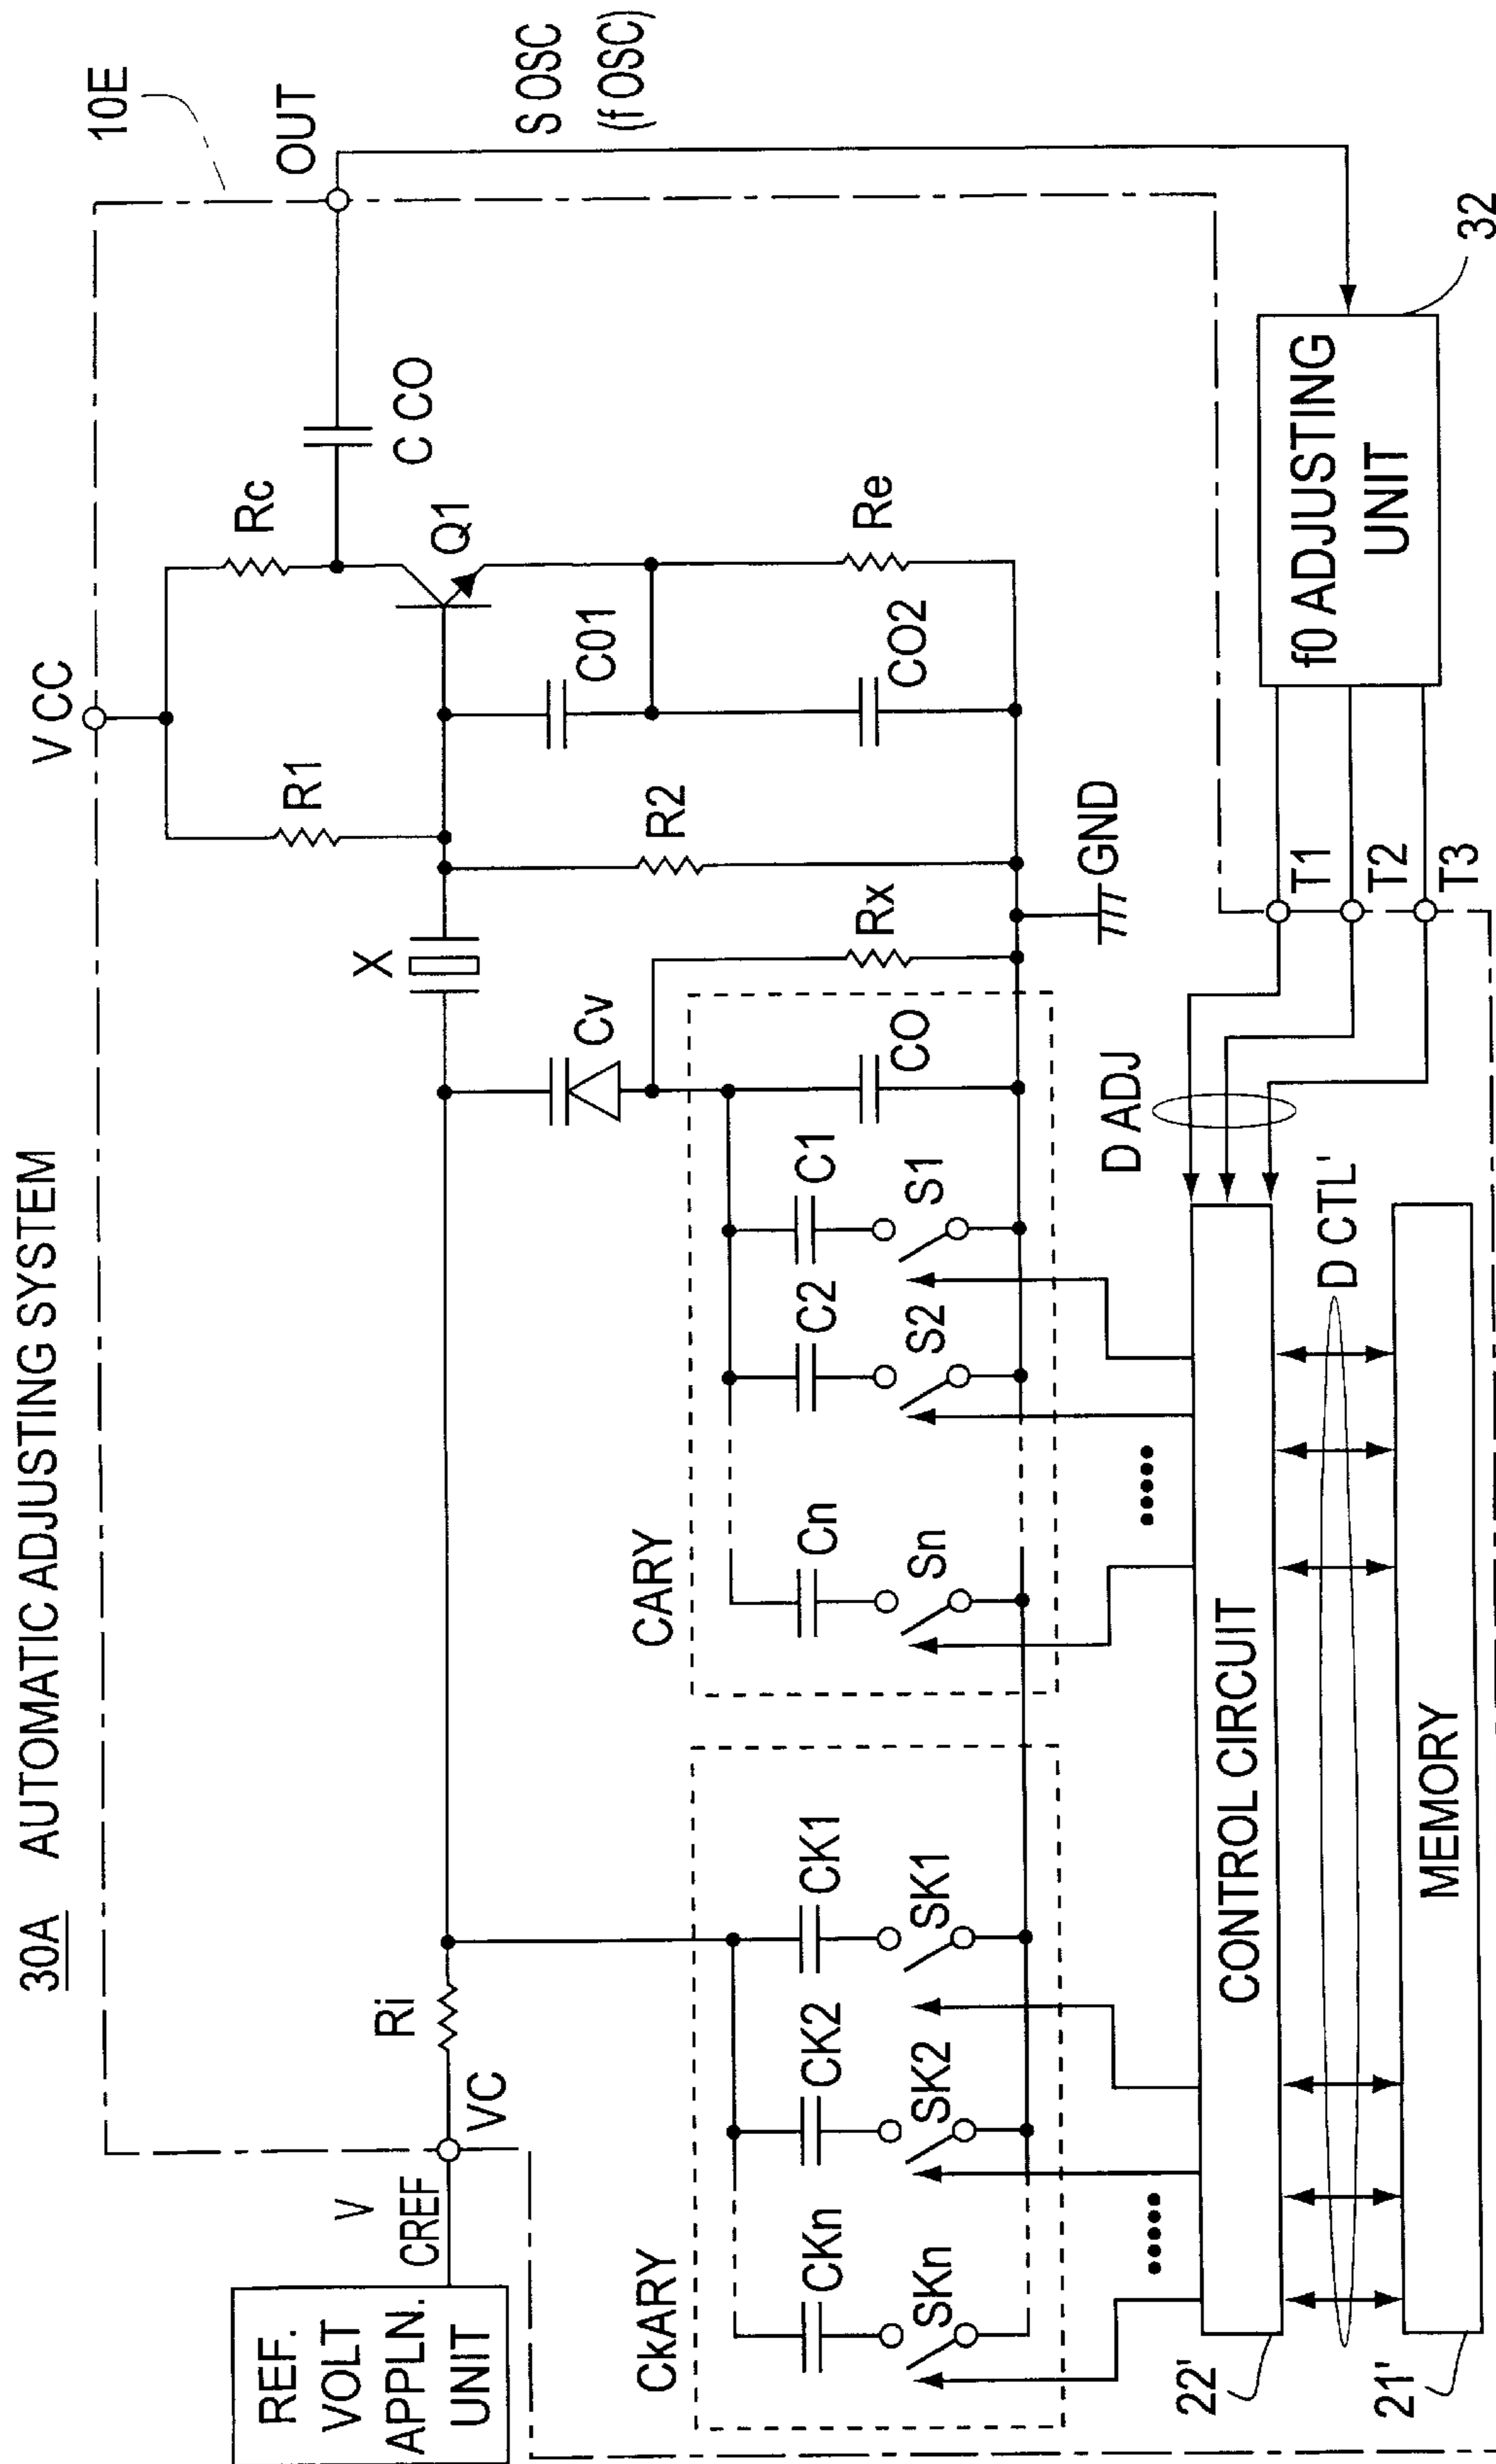 30A AUTOMATIC ADJUSTING SYSTEM
10E
V CC
OUT
S OSC
(f OSC)
Rc
C CO
R1
Q1
X
Ri
VC
V
CREF
REF.
VOLT
APPLN.
UNIT
C01
Re
R2
CO2
Cv
Rx
GND
CARY
CkARY
CO
C1
C2
Cn
S1
S2
Sn
CK1
CK2
CKn
SK1
SK2
SKn
D ADJ
T1
T2
T3
f0 ADJUSTING
UNIT
32
CONTROL CIRCUIT
22'
D CTL'
MEMORY
21'